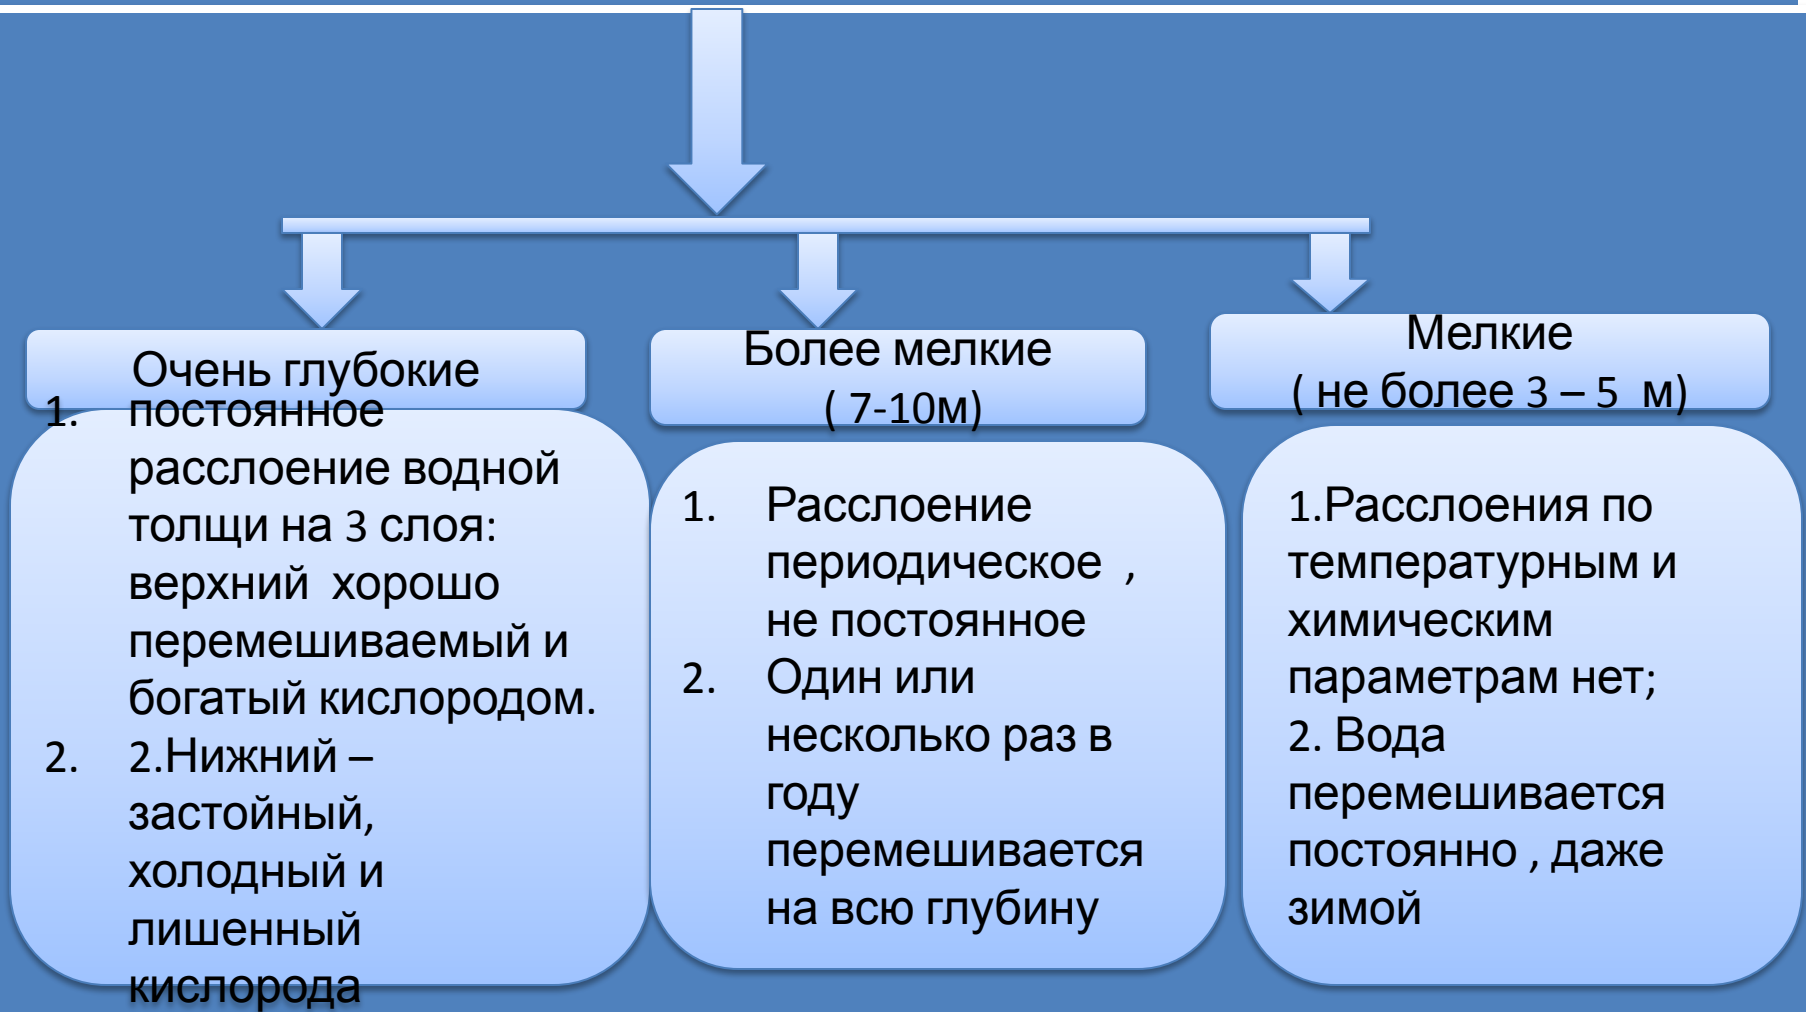 Очень глубокие
1. постоянное
расслоение водной
толщи на 3 слоя:
верхний хорошо
перемешиваемый и
богатый кислородом.
2. 2.Нижний –
застойный,
холодный и
лишенный
кислорода
Более мелкие
( 7-10м)
1. Расслоение
периодическое ,
не постоянное
2. Один или
несколько раз в
году
перемешивается
на всю глубину
Мелкие
( не более 3 – 5 м)
1.Расслоения по
температурным и
химическим
параметрам нет;
2. Вода
перемешивается
постоянно , даже
зимой